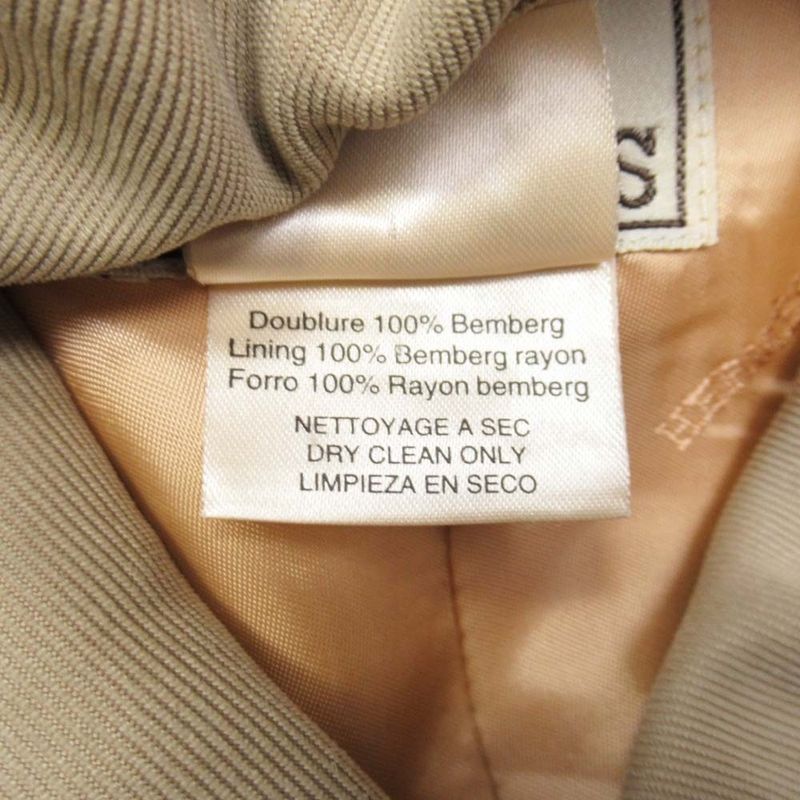 S
Doublure 100% Bemberg
Lining 100% Bemberg rayon
Forro 100% Rayon bemberg
NETTOYAGE A SEC
DRY CLEAN ONLY
LIMPIEZA EN SECO